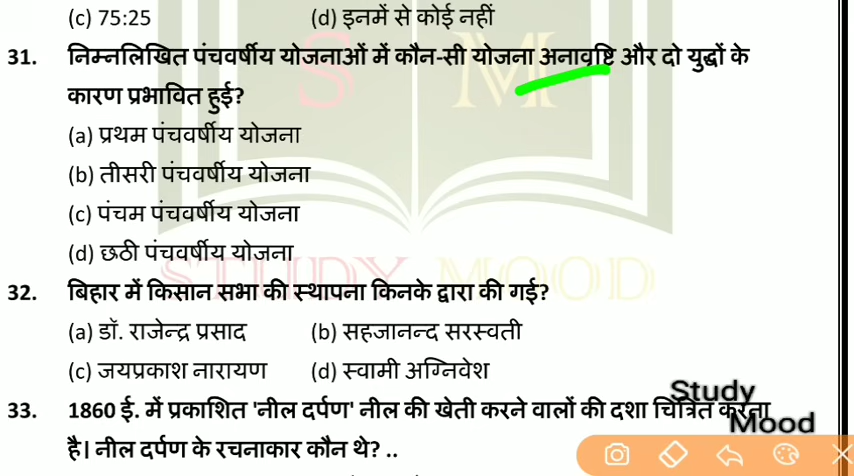 (c) 75:25 (d) इनमें से कोई नहीं
31. निम्नलिखित पंचवर्षीय योजनाओं में कौन-सी योजना अनावृष्टि और दो युद्धों के
कारण प्रभावित हुई?
(a) प्रथम पंचवर्षीय योजना
(b) तीसरी पंचवर्षीय योजना
(c) पंचम पंचवर्षीय योजना
(d) छठी पंचवर्षीय योजना
S M
STUDY MOOD
32. बिहार में किसान सभा की स्थापना किनके द्वारा की गई?
(a) डॉ. राजेन्द्र प्रसाद (b) सहजानन्द सरस्वती
(c) जयप्रकाश नारायण (d) स्वामी अग्निवेश
Study
Mood
33. 1860 ई. में प्रकाशित 'नील दर्पण' नील की खेती करने वालों की दशा चित्रित करता
है। नील दर्पण के रचनाकार कौन थे? ..